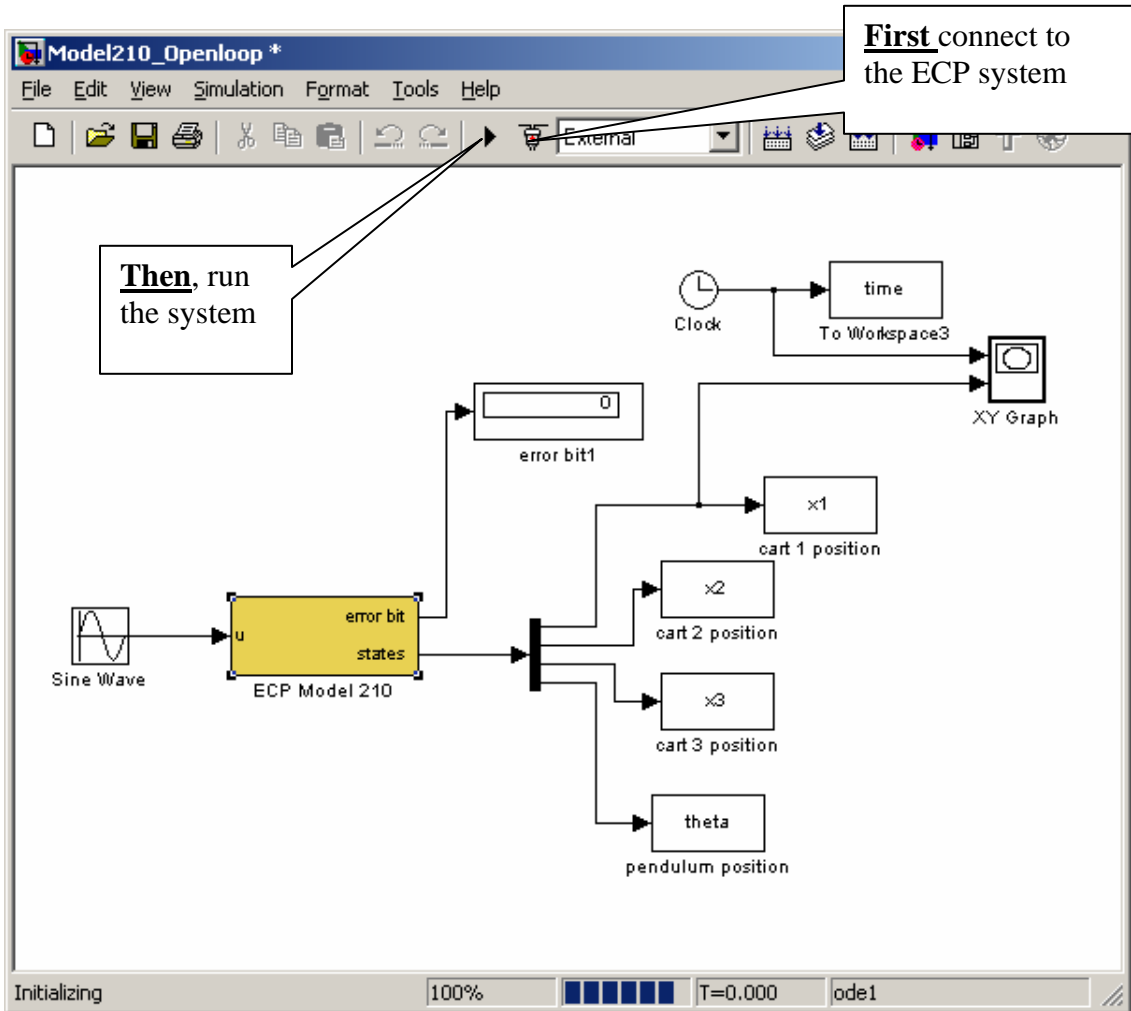 First connect to
the ECP system
Model210_Openloop *
File Edit View Simulation Format Tools Help
External
Then, run
the system
time
Clock
To Workspace3
XY Graph
0
error bit1
x1
cart 1 position
x2
cart 2 position
error bit
u
states
Sine Wave
ECP Model 210
x3
cart 3 position
theta
pendulum position
Initializing 100% T=0.000 ode1